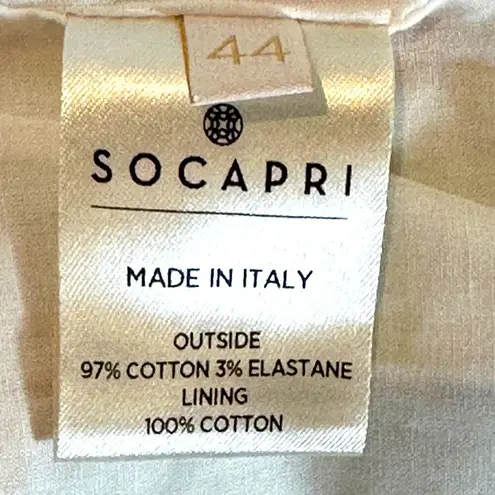 44
SOCAPRI
MADE IN ITALY
OUTSIDE
97% COTTON 3% ELASTANE
LINING
100% COTTON